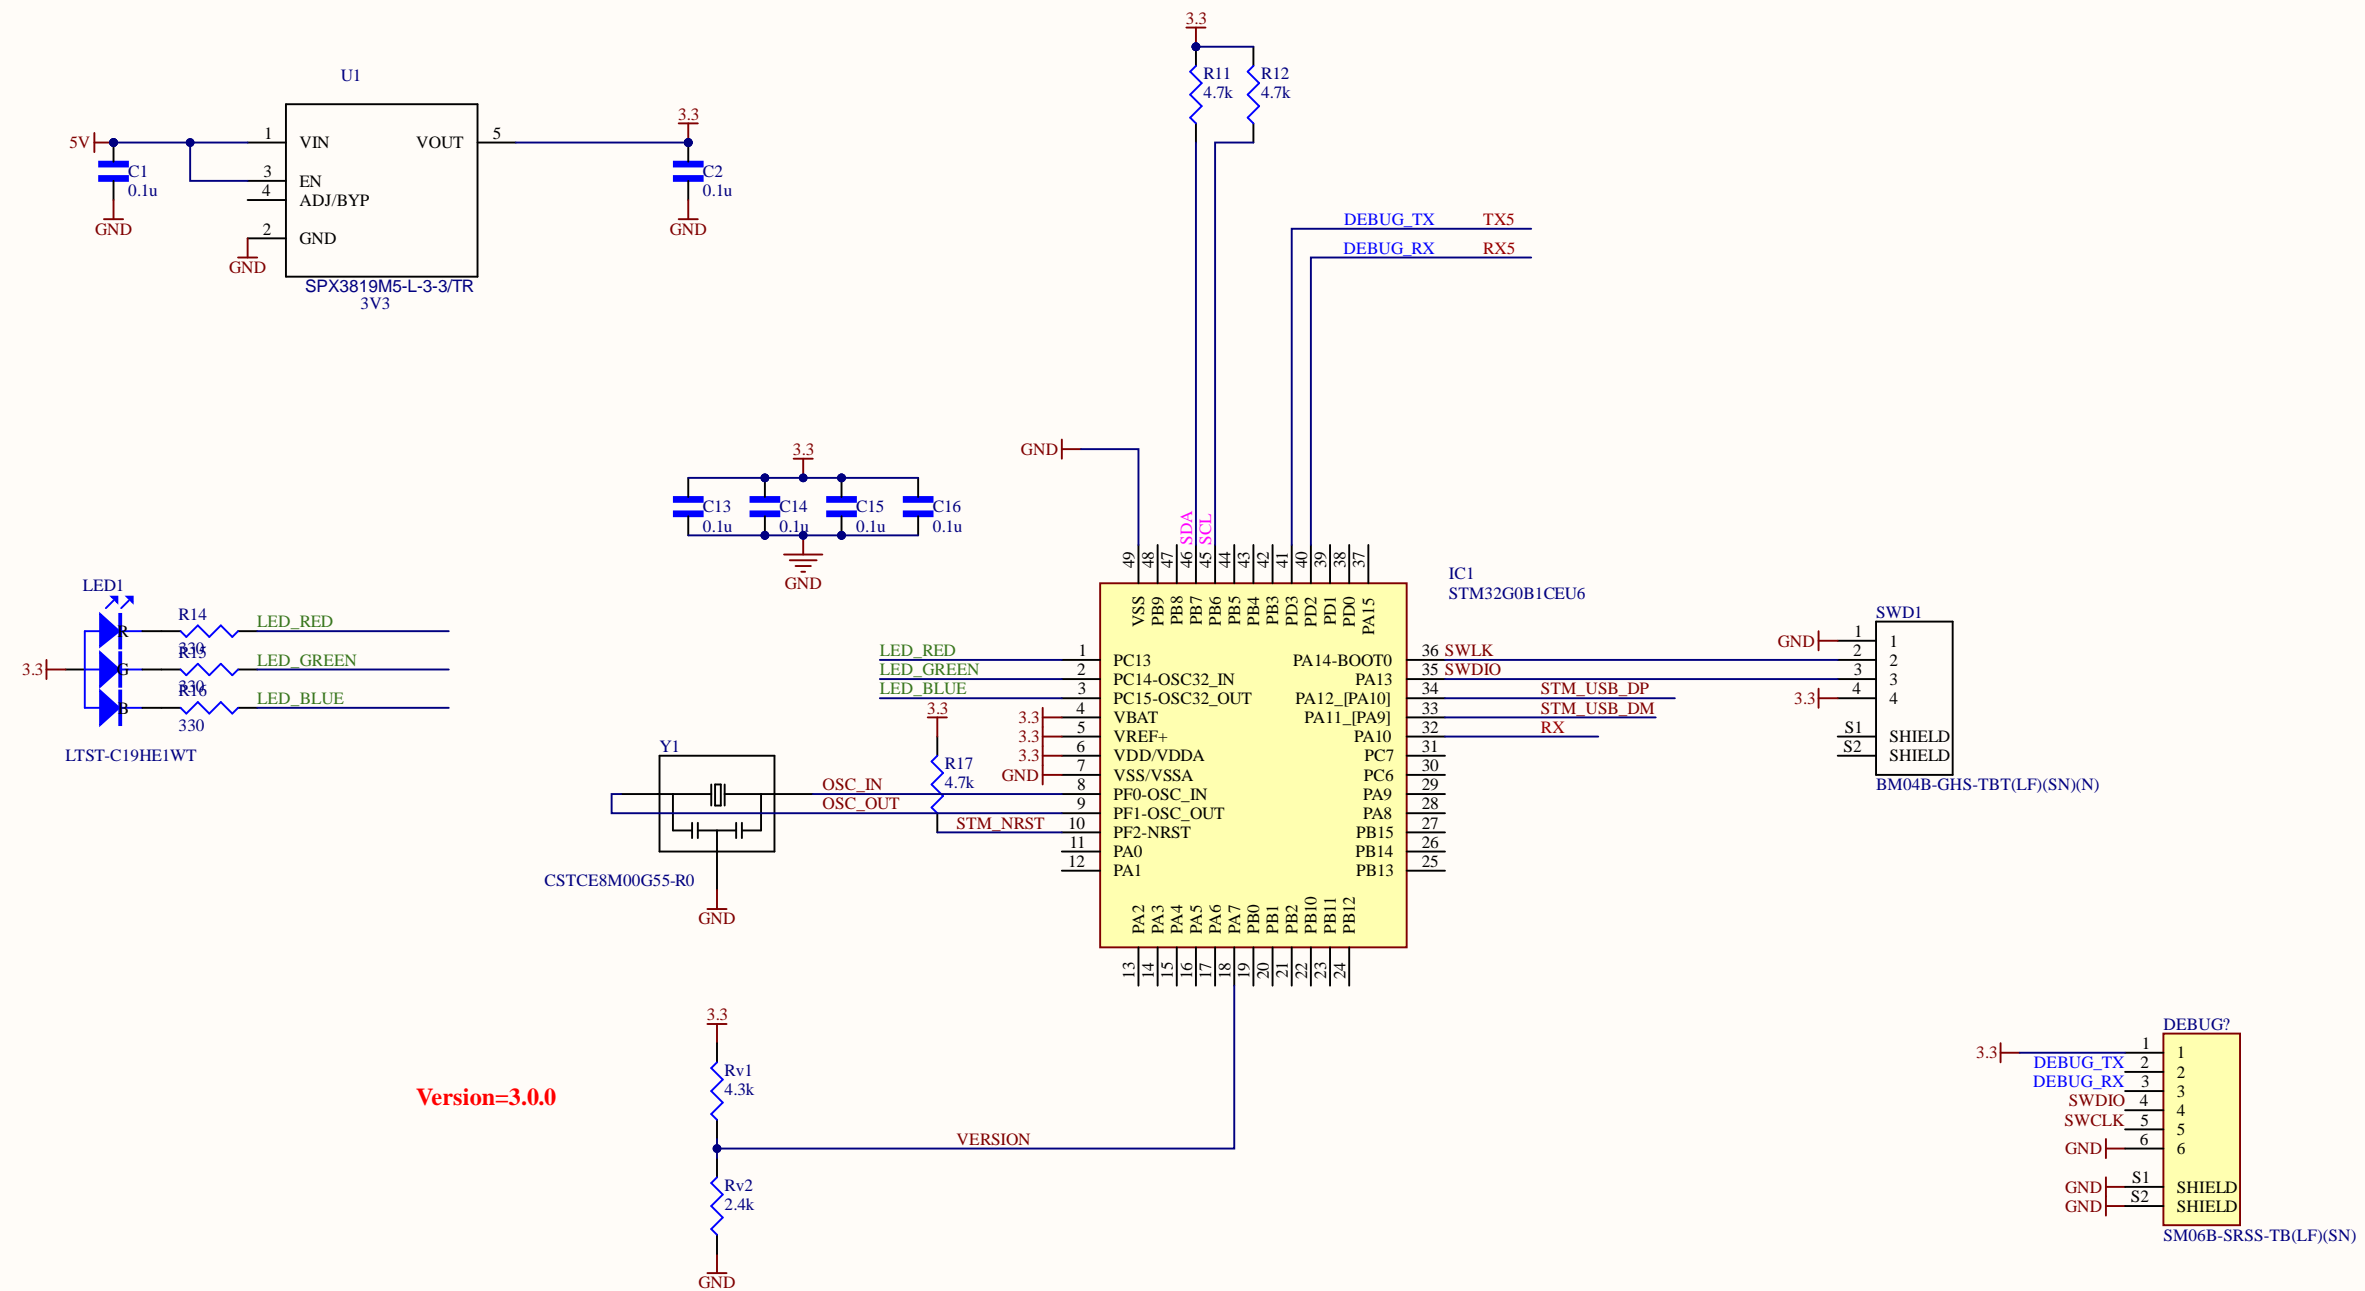 3.3
R11
4.7k
R12
4.7k
U1
5V
1
VIN
VOUT
5
3.3
C1
0.1u
GND
3
EN
4
ADJ/BYP
2
GND
GND
C2
0.1u
GND
SPX3819M5-L-3-3/TR
3V3
DEBUG_TX TX5
DEBUG_RX RX5
3.3
C13
0.1u
C14
0.1u
C15
0.1u
C16
0.1u
GND
GND
SDA
SCL
49
48
47
46
45
44
43
42
41
40
39
38
37
VSS
PB9
PB8
PB7
PB6
PB5
PB4
PB3
PD3
PD2
PD1
PD0
PA15
IC1
STM32G0B1CEU6
LED1
3.3
R
G
B
R14
330
R15
330
R16
330
LED_RED
LED_GREEN
LED_BLUE
LTST-C19HE1WT
LED_RED 1 PC13
LED_GREEN 2 PC14-OSC32_IN
LED_BLUE 3 PC15-OSC32_OUT
3.3 4 VBAT
3.3 5 VREF+
3.3 6 VDD/VDDA
GND 7 VSS/VSSA
OSC_IN 8 PF0-OSC_IN
OSC_OUT 9 PF1-OSC_OUT
STM_NRST 10 PF2-NRST
11 PA0
12 PA1
3.3
R17
4.7k
Y1
CSTCE8M00G55-R0
GND
PA14-BOOT0 36 SWLK
PA13 35 SWDIO
PA12_[PA10] 34 STM_USB_DP
PA11_[PA9] 33 STM_USB_DM
PA10 32 RX
PC7 31
PC6 30
PA9 29
PA8 28
PB15 27
PB14 26
PB13 25
PA2
PA3
PA4
PA5
PA6
PA7
PB0
PB1
PB2
PB10
PB11
PB12
13
14
15
16
17
18
19
20
21
22
23
24
SWD1
GND 1 1
2 2
3 3
3.3 4 4
S1 SHIELD
S2 SHIELD
BM04B-GHS-TBT(LF)(SN)(N)
3.3
Rv1
4.3k
Version=3.0.0
VERSION
Rv2
2.4k
GND
DEBUG?
3.3 1 1
DEBUG_TX 2 2
DEBUG_RX 3 3
SWDIO 4 4
SWCLK 5 5
GND 6 6
GND S1 SHIELD
GND S2 SHIELD
SM06B-SRSS-TB(LF)(SN)